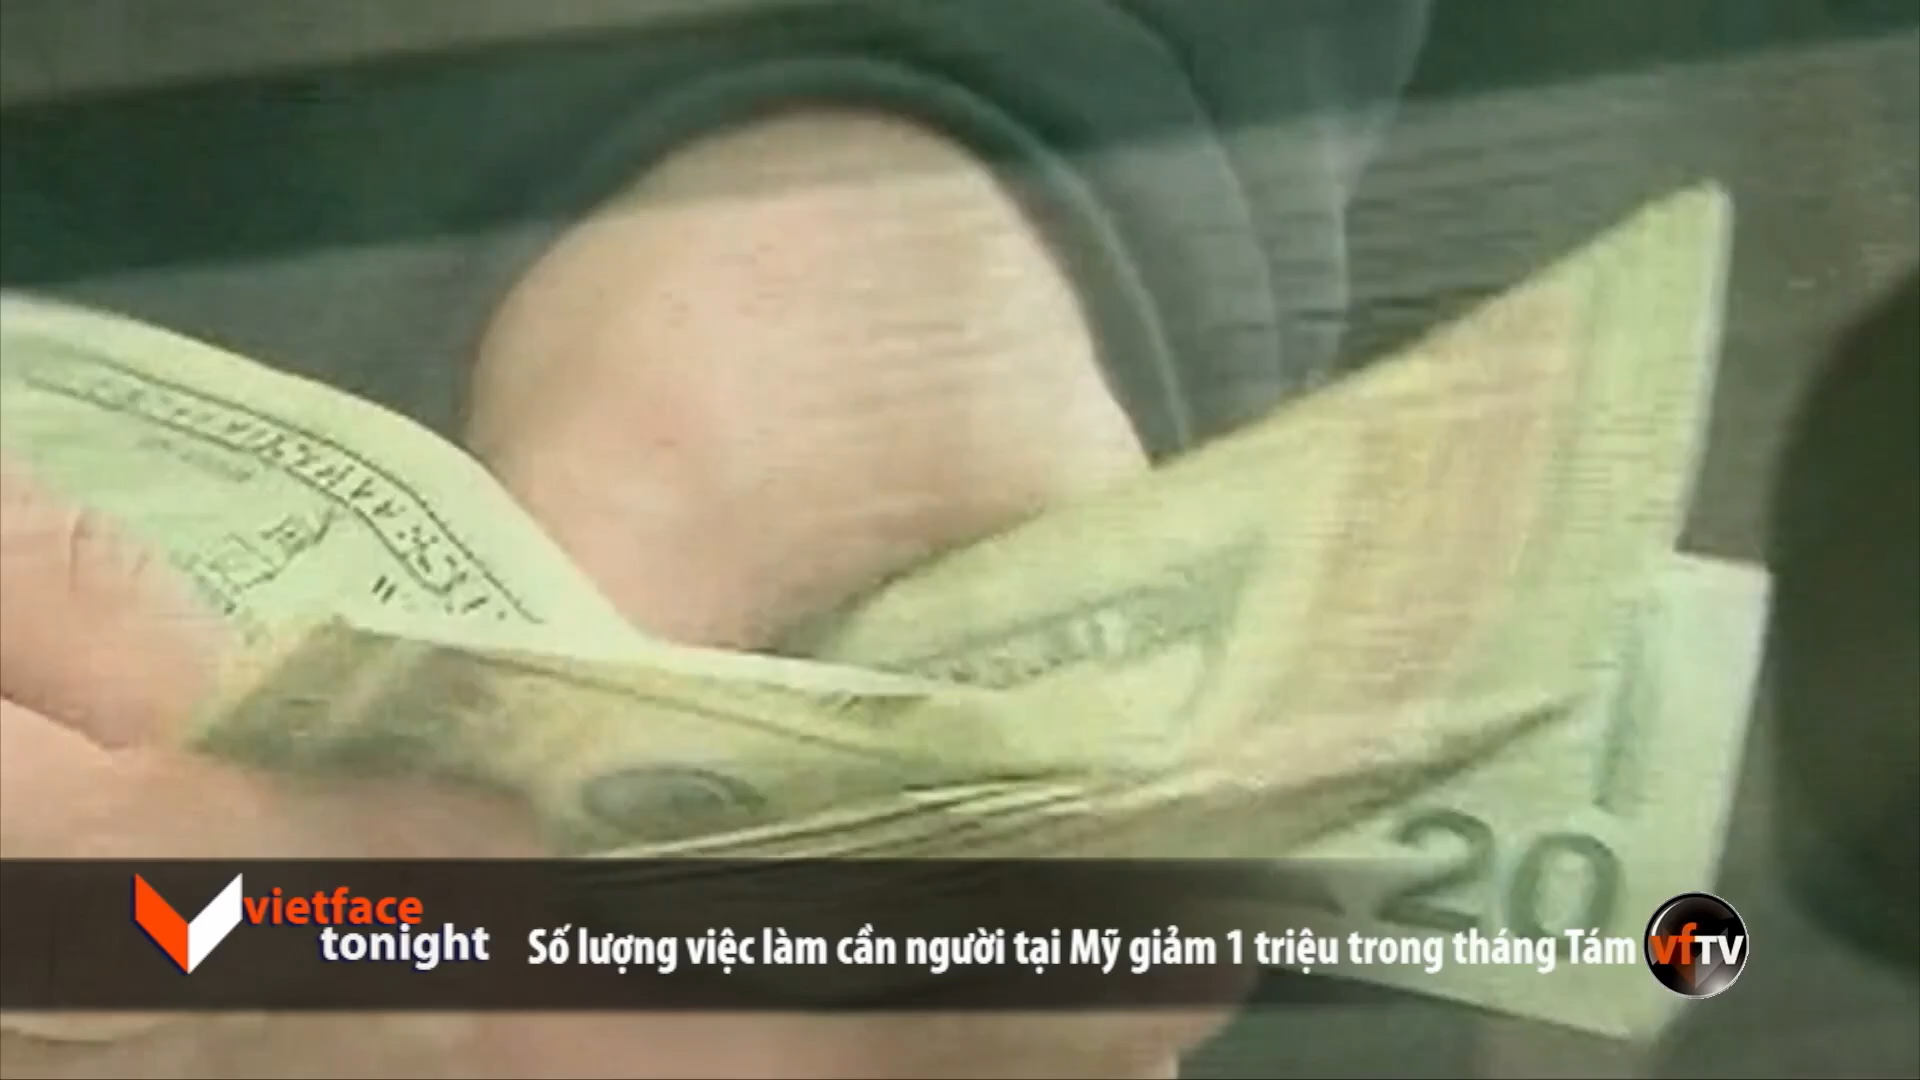 20
vietface
tonight
Số lượng việc làm cần người tại Mỹ giảm 1 triệu trong tháng Tám
vfTV